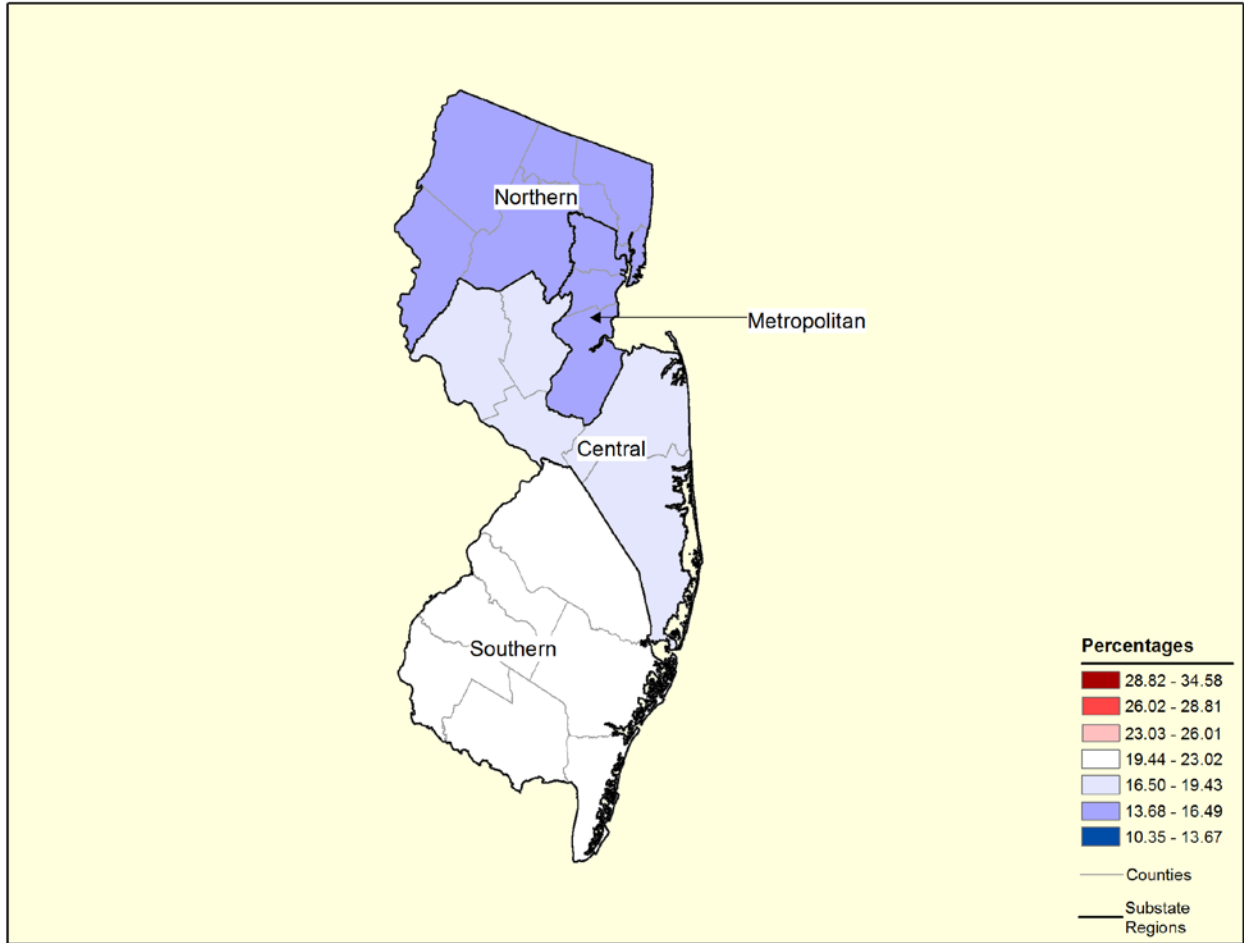 Northern
Metropolitan
Central
Southern
Percentages
28.82 - 34.58
26.02 - 28.81
23.03 - 26.01
19.44 - 23.02
16.50 - 19.43
13.68 - 16.49
10.35 - 13.67
Counties
Substate
Regions